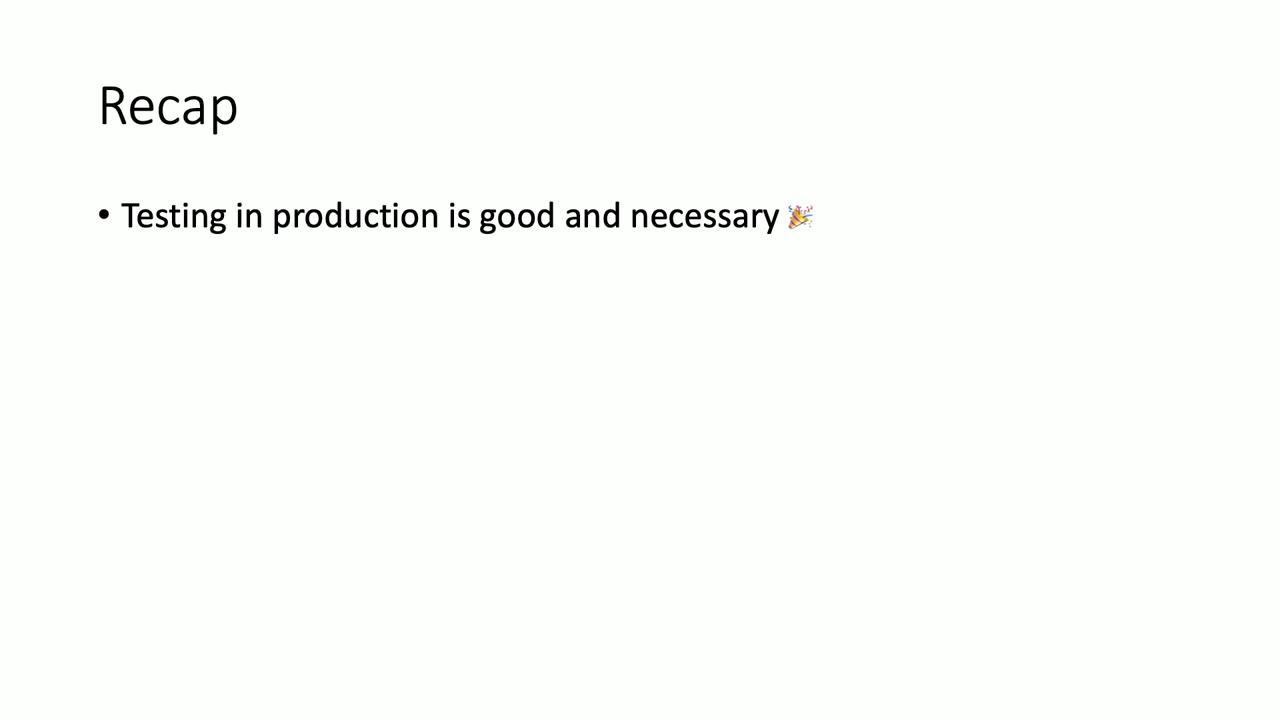 Recap
• Testing in production is good and necessary 🎉